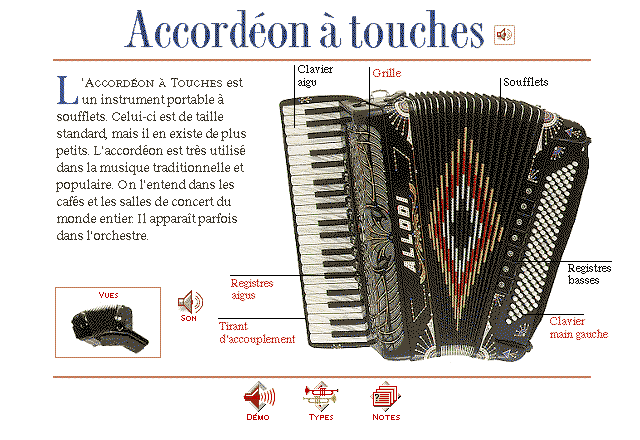 Accordéon à touches
L'Accordéon à Touches est
un instrument portable à
soufflets. Celui-ci est de taille
standard, mais il en existe de plus
petits. L'accordéon est très utilisé
dans la musique traditionnelle et
populaire. On l'entend dans les
cafés et les salles de concert du
monde entier. Il apparaît parfois
dans l'orchestre.
Clavier
aigu
Grille
Soufflets
ALLODI
Registres
aigus
Tirant
d'accouplement
Registres
basses
Clavier
main gauche
Vues
Son
Démo
Types
Notes